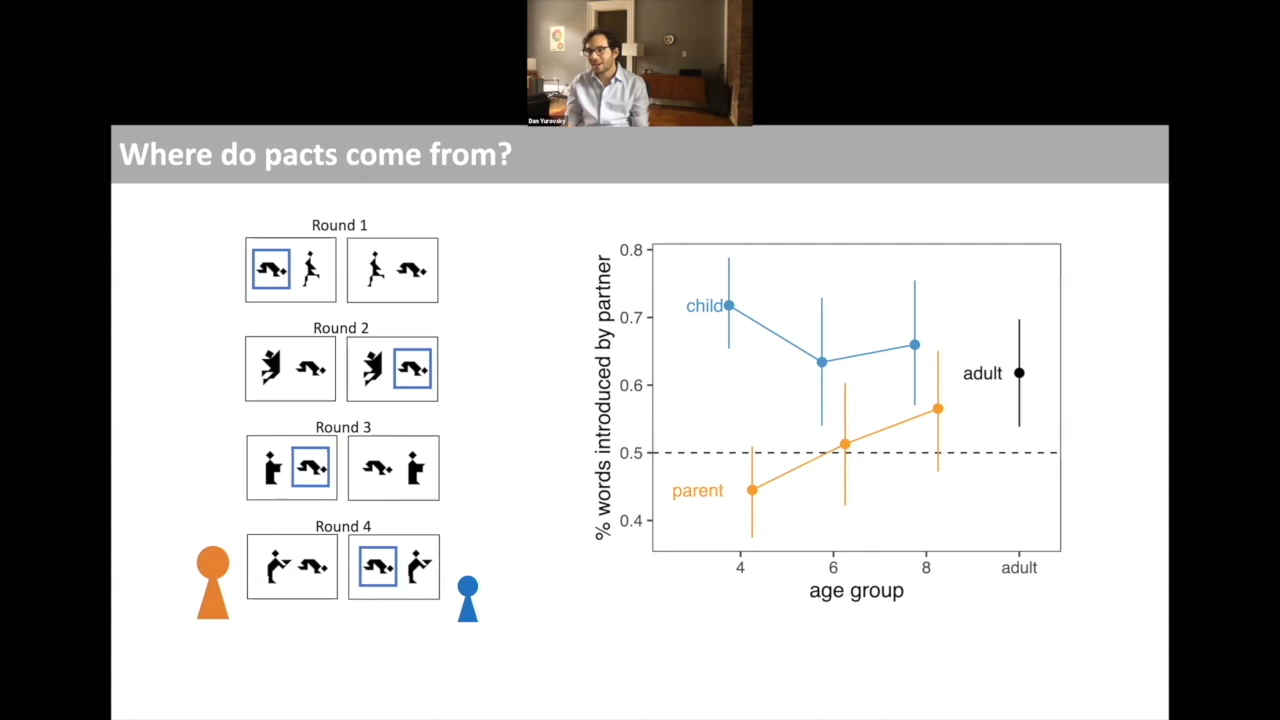 Dan Yurovsky
Where do pacts come from?
Round 1
Round 2
Round 3
Round 4
% words introduced by partner
0.8
0.7
0.6
0.5
0.4
child
parent
adult
4
6
8
adult
age group